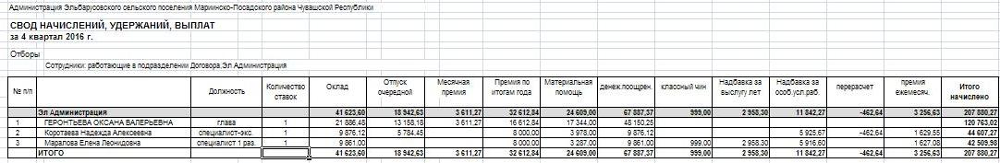 Администрация Эльбарусовского сельского поселения Мариинско-Посадского района Чувашской Республики
СВОД НАЧИСЛЕНИЙ, УДЕРЖАНИЙ, ВЫПЛАТ
за 4 квартал 2016 г.
Отборы
Сотрудники: работающие в подразделении Договора,Эл Администрация
№ п/п Должность Количество ставок Оклад Отпуск очередной Месячная премия Премия по итогам года Материальная помощь денеж.поощрен. классный чин Надбавка за выслугу лет Надбавка за особ.усл.раб. перерасчет премия ежемесяч. Итого начислено
Эл Администрация 41 623,60 18 942,63 3 611,27 32 612,84 24 609,00 67 887,37 999,00 2 958,30 11 842,27 -462,64 3 256,63 207 880,27
1 ГЕРОНТЬЕВА ОКСАНА ВАЛЕРЬЕВНА глава 1 21 886,48 13 158,18 3 611,27 16 612,84 17 344,00 48 150,25 120 763,02
2 Коротаева Надежда Алексеевна специалист-экс. 1 9 876,12 5 784,45 8 000,00 3 978,00 9 876,12 5 925,67 -462,64 1 629,55 44 607,27
3 Маралова Елена Леонидовна специалист 1 раз. 1 9 861,00 8 000,00 3 287,00 9 861,00 999,00 2 958,30 5 916,60 1 627,08 42 509,98
ИТОГО 41 623,60 18 942,63 3 611,27 32 612,84 24 609,00 67 887,37 999,00 2 958,30 11 842,27 -462,64 3 256,63 207 880,27